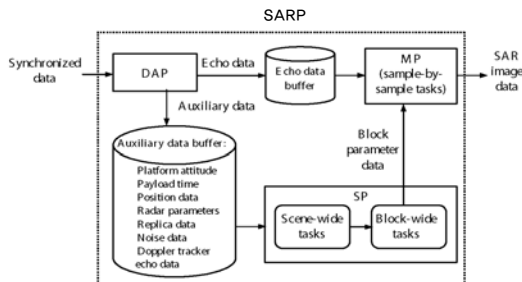 SARP
Synchronized
data
DAP
Echo data
Echo data
buffer
MP
(sample-by-
sample tasks)
SAR
image
data
Auxiliary data
Auxiliary data buffer:
Platform attitude
Payload time
Position data
Radar parameters
Replica data
Noise data
Doppler tracker
echo data
Block
parameter
data
SP
Scene-wide
tasks
Block-wide
tasks